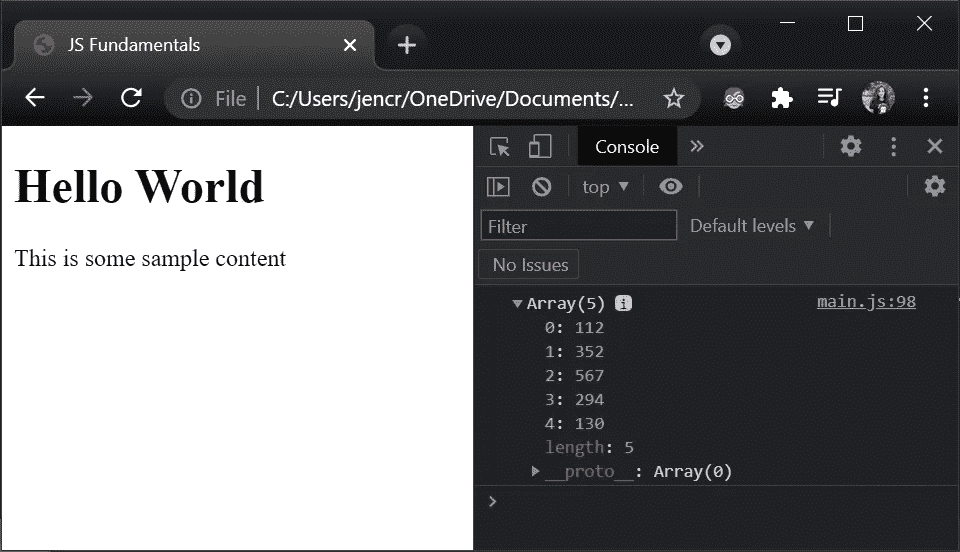 JS Fundamentals
File | C:/Users/jencr/OneDrive/Documents/...
Hello World
This is some sample content
Console
top
Filter
Default levels
No Issues
Array(5) i main.js:98
0: 112
1: 352
2: 567
3: 294
4: 130
length: 5
__proto__: Array(0)